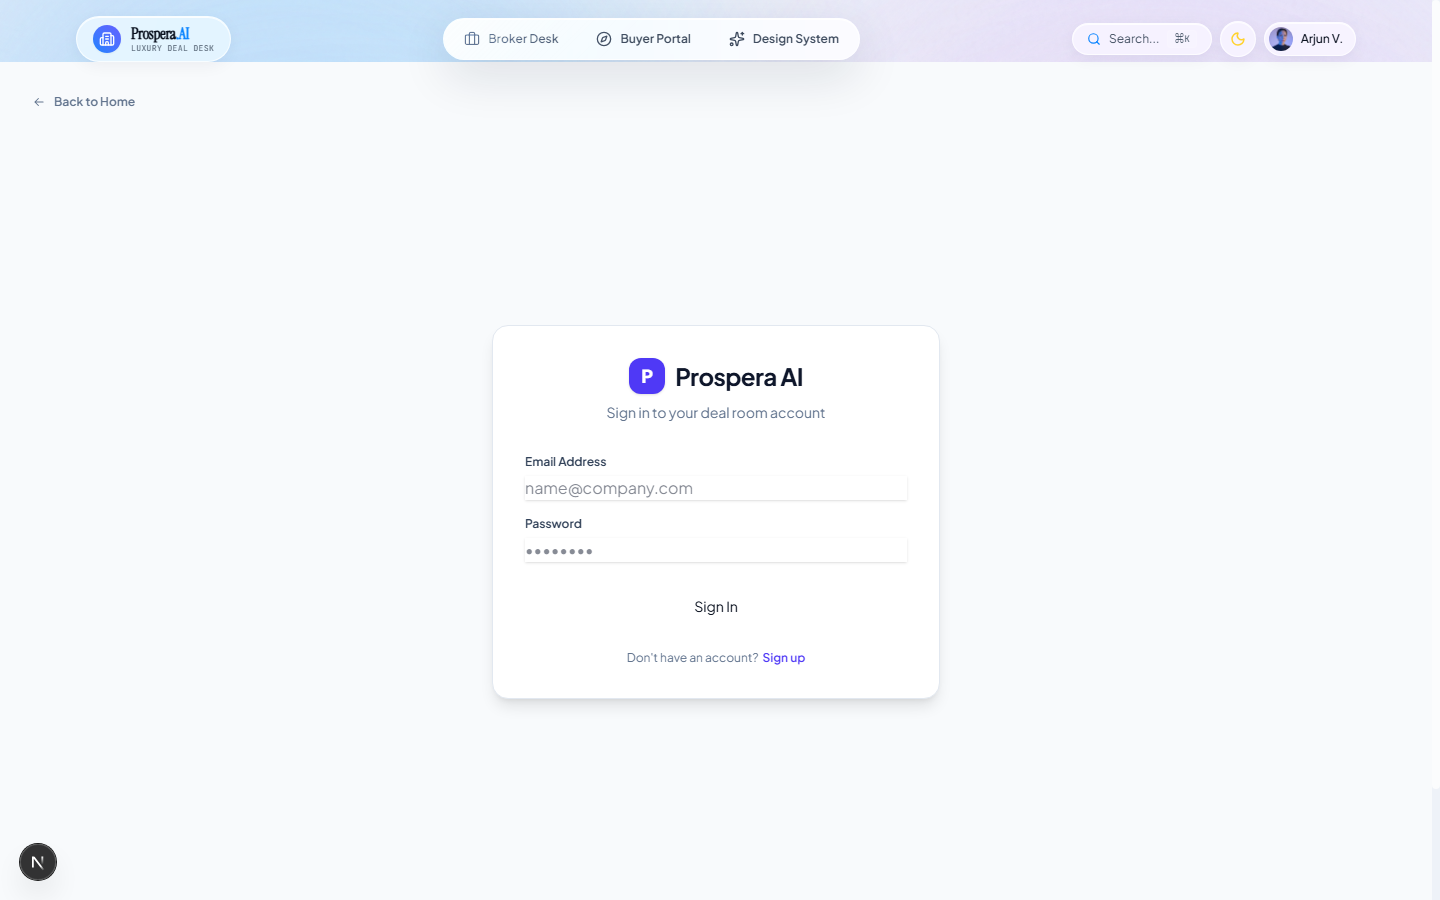 Prospera.AI
LUXURY DEAL DESK
Broker Desk
Buyer Portal
Design System
Search...
⌘K
Arjun V.
Back to Home
P
Prospera AI
Sign in to your deal room account
Email Address
name@company.com
Password
••••••••
Sign In
Don't have an account? Sign up
N